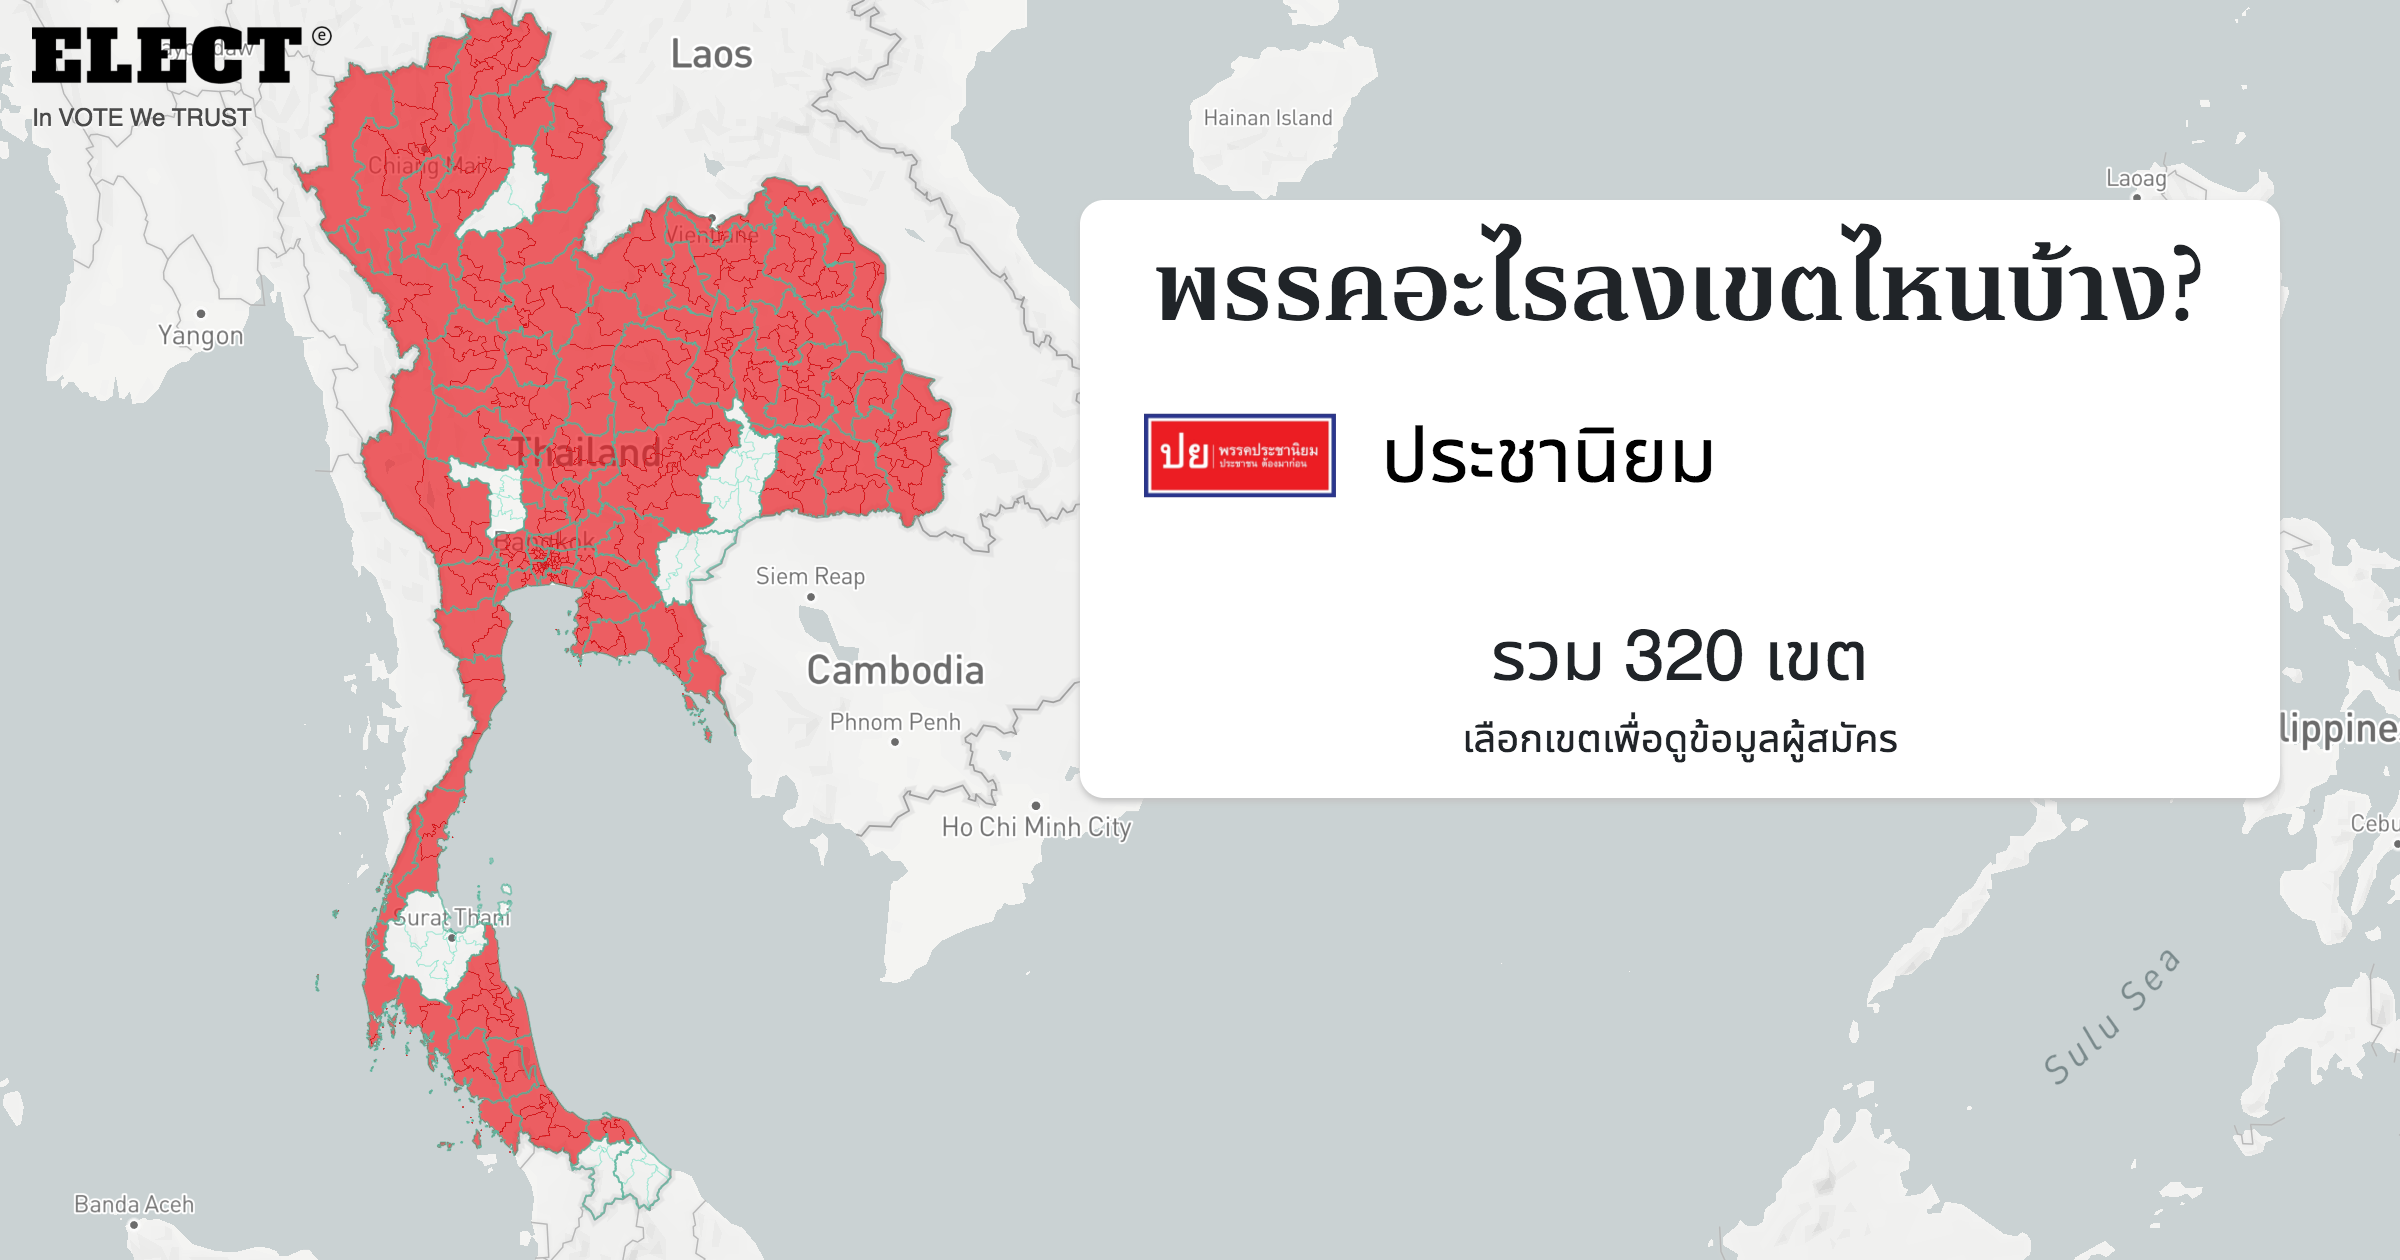 ELECT ⓔ
In VOTE We TRUST
Laos
Hainan Island
Laoag
Chiang Mai
Vientiane
Yangon
พรรคอะไรลงเขตไหนบ้าง?
ปย พรรคประชานิยม
ประชาชน ต้องมาก่อน
ประชานิยม
Thailand
Bangkok
Siem Reap
Cambodia
Phnom Penh
รวม 320 เขต
เลือกเขตเพื่อดูข้อมูลผู้สมัคร
lippine
Ho Chi Minh City
Cebu
Surat Thani
Sulu Sea
Banda Aceh